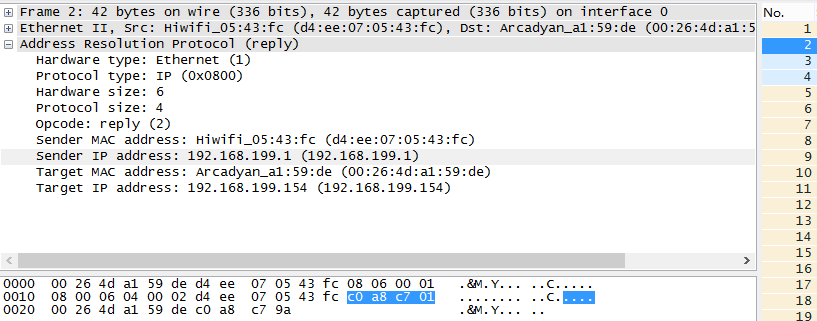 Frame 2: 42 bytes on wire (336 bits), 42 bytes captured (336 bits) on interface 0
Ethernet II, Src: Hiwifi_05:43:fc (d4:ee:07:05:43:fc), Dst: Arcadyan_a1:59:de (00:26:4d:a1:5
Address Resolution Protocol (reply)
Hardware type: Ethernet (1)
Protocol type: IP (0x0800)
Hardware size: 6
Protocol size: 4
Opcode: reply (2)
Sender MAC address: Hiwifi_05:43:fc (d4:ee:07:05:43:fc)
Sender IP address: 192.168.199.1 (192.168.199.1)
Target MAC address: Arcadyan_a1:59:de (00:26:4d:a1:59:de)
Target IP address: 192.168.199.154 (192.168.199.154)
0000 00 26 4d a1 59 de d4 ee 07 05 43 fc 08 06 00 01 .&M.Y... ..C.....
0010 08 00 06 04 00 02 d4 ee 07 05 43 fc c0 a8 c7 01 ........ ..C.....
0020 00 26 4d a1 59 de c0 a8 c7 9a .&M.Y... ..
No.
1
2
3
4
5
6
7
8
9
10
11
12
13
14
15
16
17
18
19